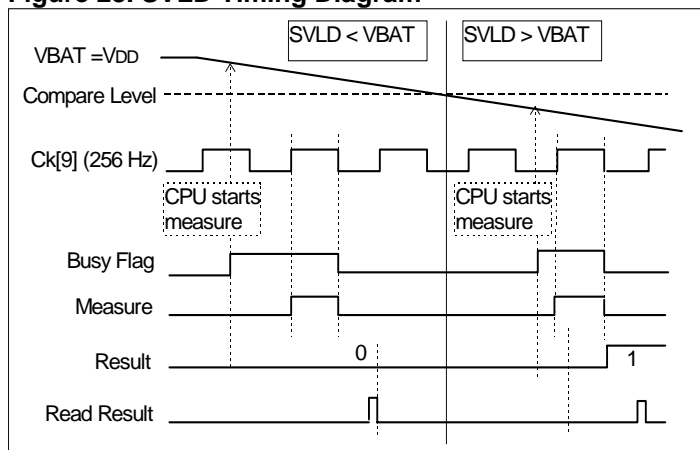 Figure 28. SVLD Timing Diagram
SVLD < VBAT
SVLD > VBAT
VBAT =VDD
Compare Level
Ck[9] (256 Hz)
CPU starts
measure
CPU starts
measure
Busy Flag
Measure
Result
0
1
Read Result